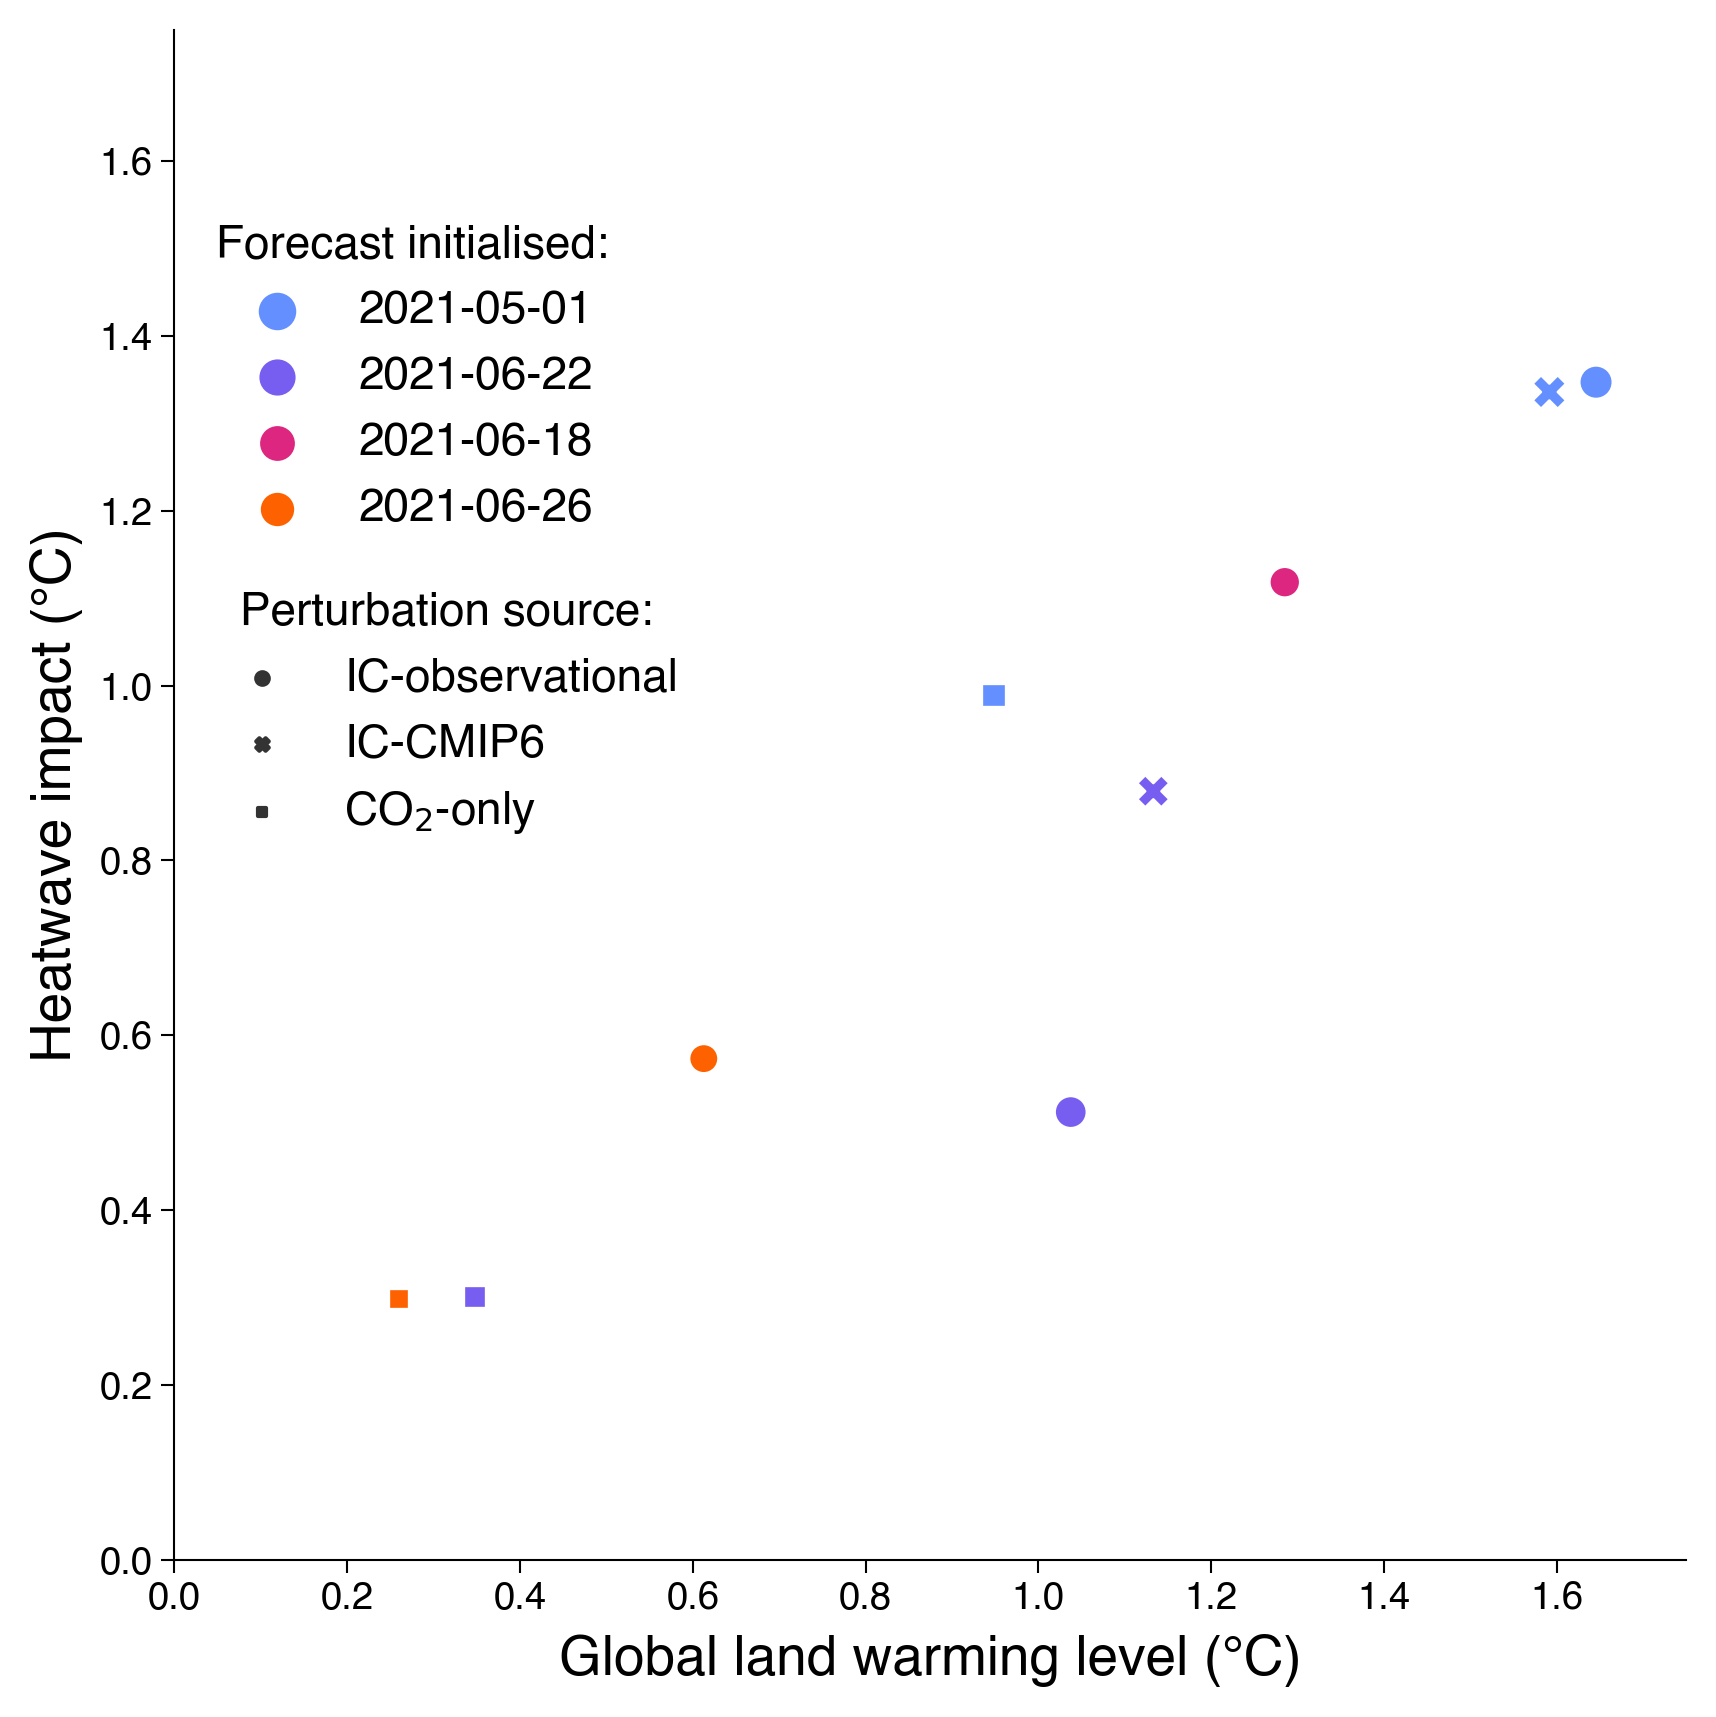 Forecast initialised:
2021-05-01
2021-06-22
2021-06-18
2021-06-26
Perturbation source:
IC-observational
IC-CMIP6
CO₂-only
Heatwave impact (°C)
1.6
1.4
1.2
1.0
0.8
0.6
0.4
0.2
0.0
0.0 0.2 0.4 0.6 0.8 1.0 1.2 1.4 1.6
Global land warming level (°C)